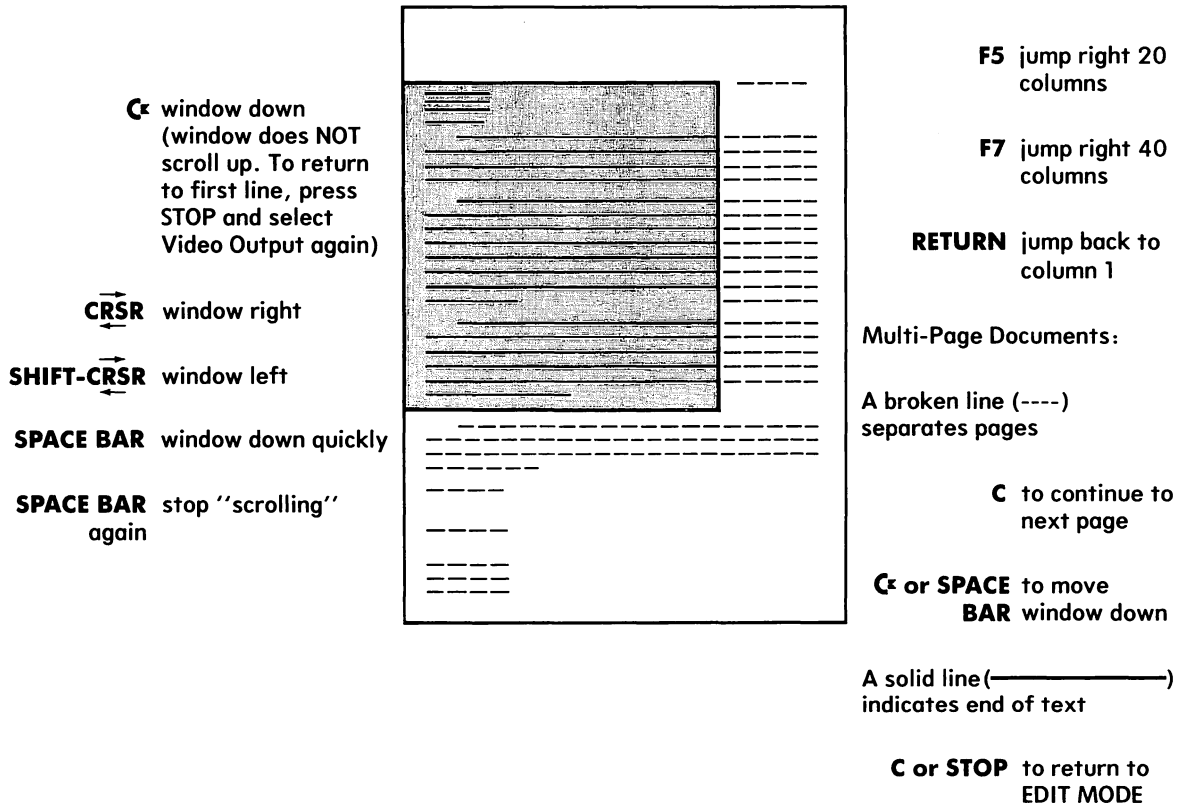 C= window down
(window does NOT
scroll up. To return
to first line, press
STOP and select
Video Output again)
CRSR window right
SHIFT-CRSR window left
SPACE BAR window down quickly
SPACE BAR stop ''scrolling''
again
F5 jump right 20
columns
F7 jump right 40
columns
RETURN jump back to
column 1
Multi-Page Documents:
A broken line (----)
separates pages
C to continue to
next page
C= or SPACE to move
BAR window down
A solid line (————)
indicates end of text
C or STOP to return to
EDIT MODE